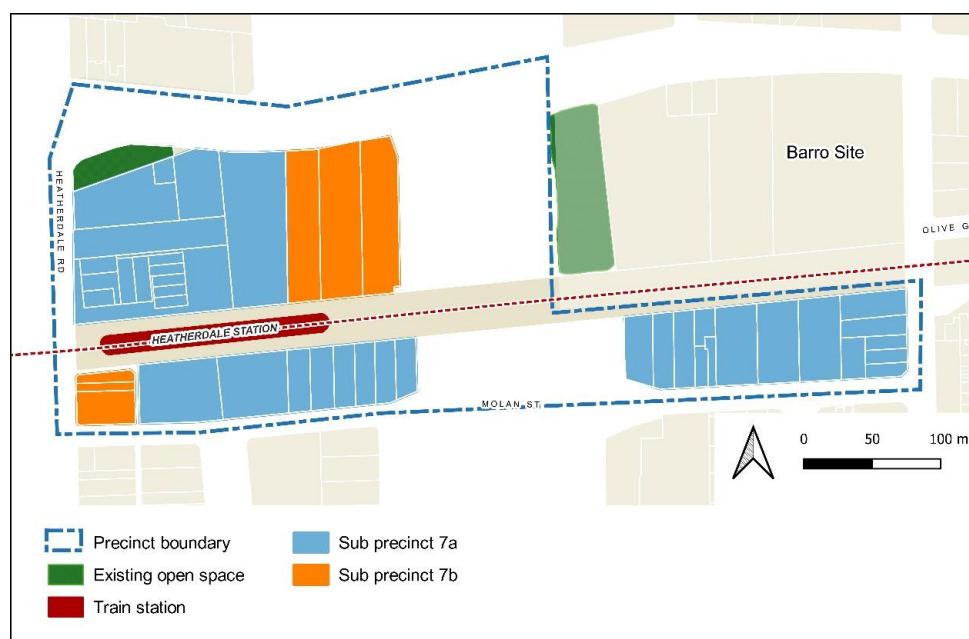 Barro Site
HEATHERDALE RD
OLIVE G
HEATHERDALE STATION
MOLAN ST
0 50 100 m
Precinct boundary
Existing open space
Train station
Sub precinct 7a
Sub precinct 7b